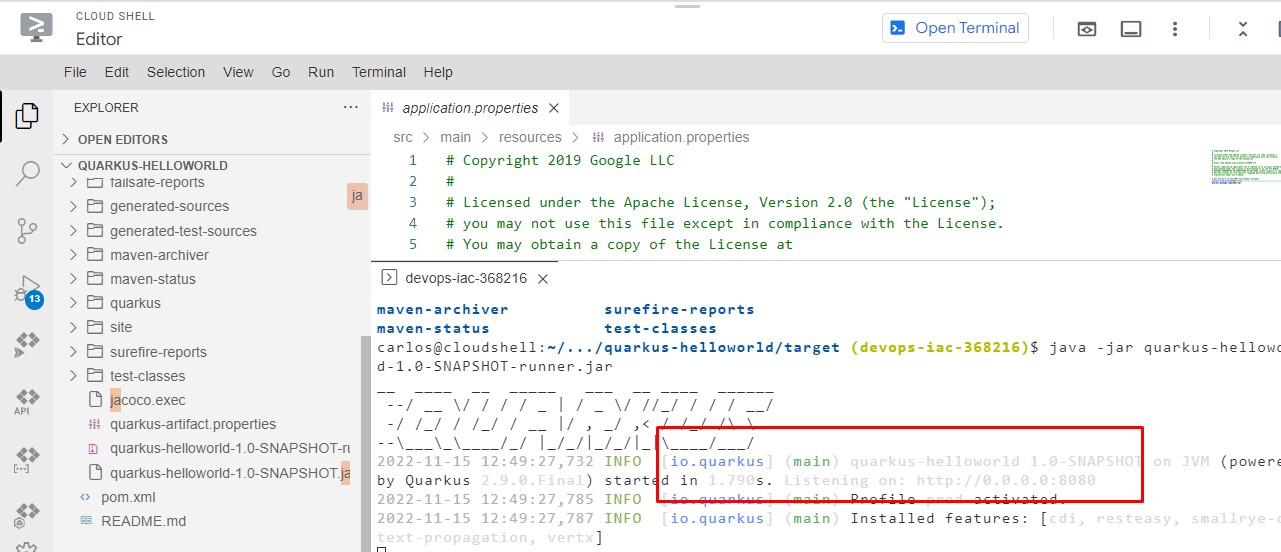 CLOUD SHELL
Editor
Open Terminal
File Edit Selection View Go Run Terminal Help
EXPLORER
OPEN EDITORS
QUARKUS-HELLOWORLD
failsafe-reports
generated-sources
generated-test-sources
maven-archiver
maven-status
quarkus
site
surefire-reports
test-classes
jacoco.exec
quarkus-artifact.properties
quarkus-helloworld-1.0-SNAPSHOT-ru
quarkus-helloworld-1.0-SNAPSHOT.ja
pom.xml
README.md
ja
13
API
application.properties
src > main > resources > application.properties
1 # Copyright 2019 Google LLC
2 #
3 # Licensed under the Apache License, Version 2.0 (the "License");
4 # you may not use this file except in compliance with the License.
5 # You may obtain a copy of the License at
devops-iac-368216
maven-archiver surefire-reports
maven-status test-classes
carlos@cloudshell:~/.../quarkus-helloworld/target (devops-iac-368216)$ java -jar quarkus-hellowo
d-1.0-SNAPSHOT-runner.jar
2022-11-15 12:49:27,732 INFO [io.quarkus] (main) quarkus-helloworld 1.0-SNAPSHOT on JVM (powere
by Quarkus 2.9.0.Final) started in 1.790s. Listening on: http://0.0.0.0:8080
2022-11-15 12:49:27,785 INFO [io.quarkus] (main) Profile prod activated.
2022-11-15 12:49:27,787 INFO [io.quarkus] (main) Installed features: [cdi, resteasy, smallrye-c
text-propagation, vertx]